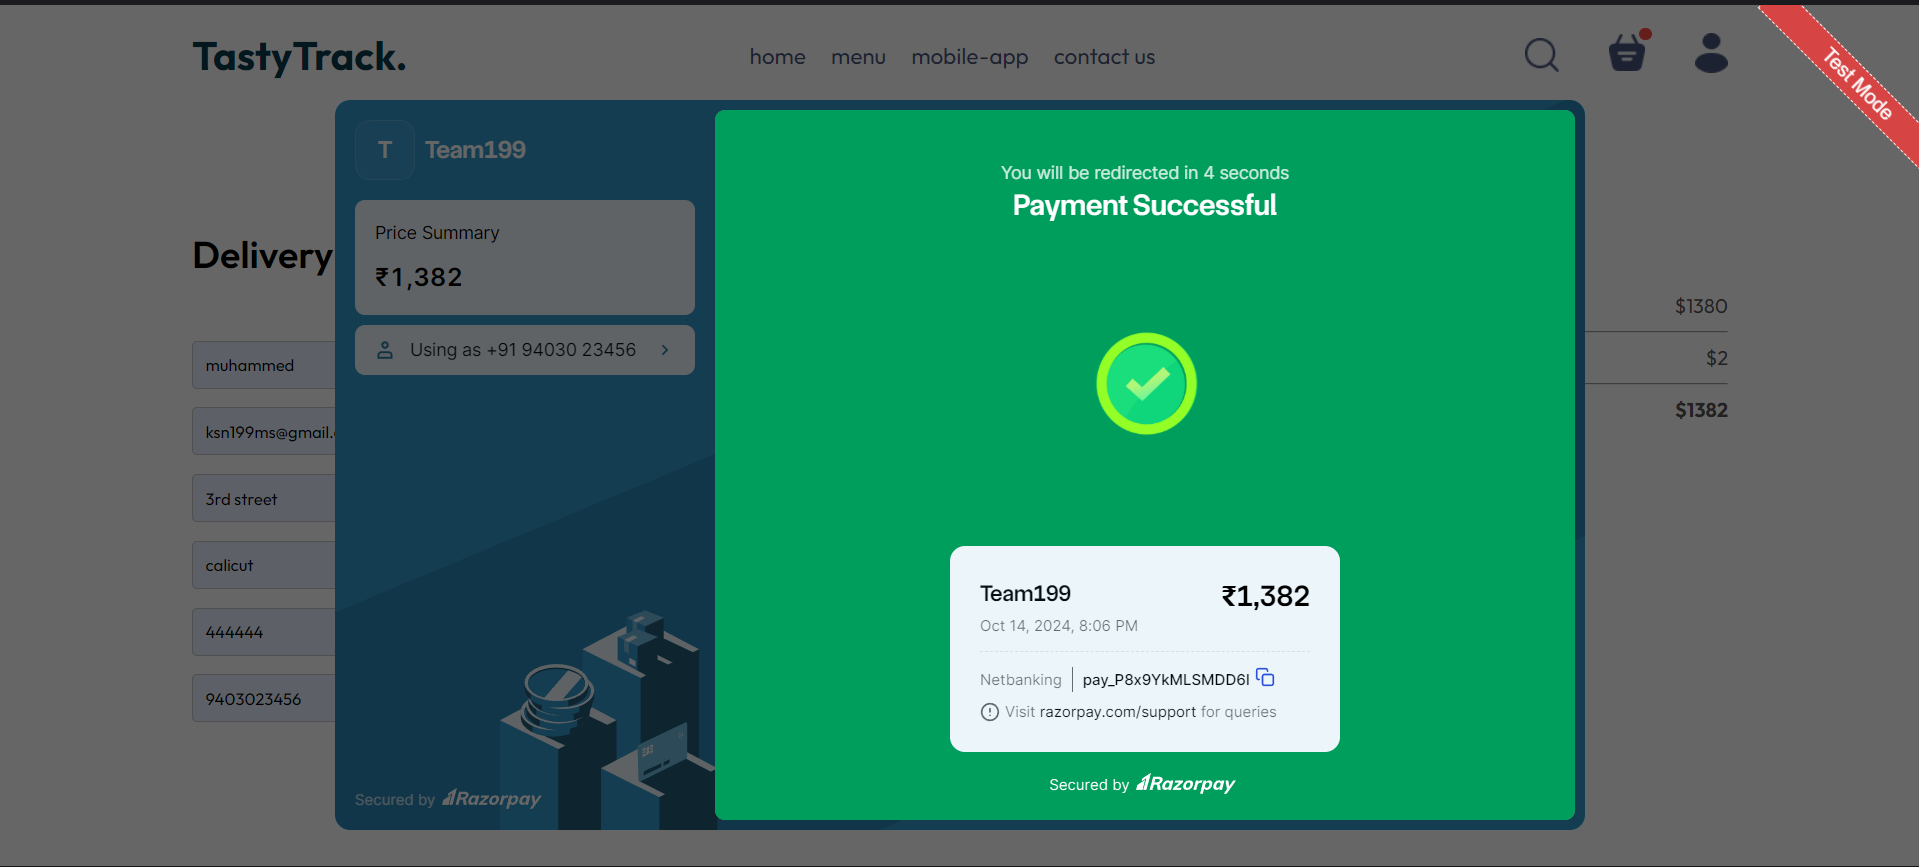 TastyTrack.
home menu mobile-app contact us
Test Mode
T Team199
Price Summary
₹1,382
Using as +91 94030 23456
Secured by Razorpay
You will be redirected in 4 seconds
Payment Successful
Team199 ₹1,382
Oct 14, 2024, 8:06 PM
Netbanking pay_P8x9YkMLSMDD6I
Visit razorpay.com/support for queries
Secured by Razorpay
Delivery
muhammed
ksn199ms@gmail.
3rd street
calicut
444444
9403023456
$1380
$2
$1382